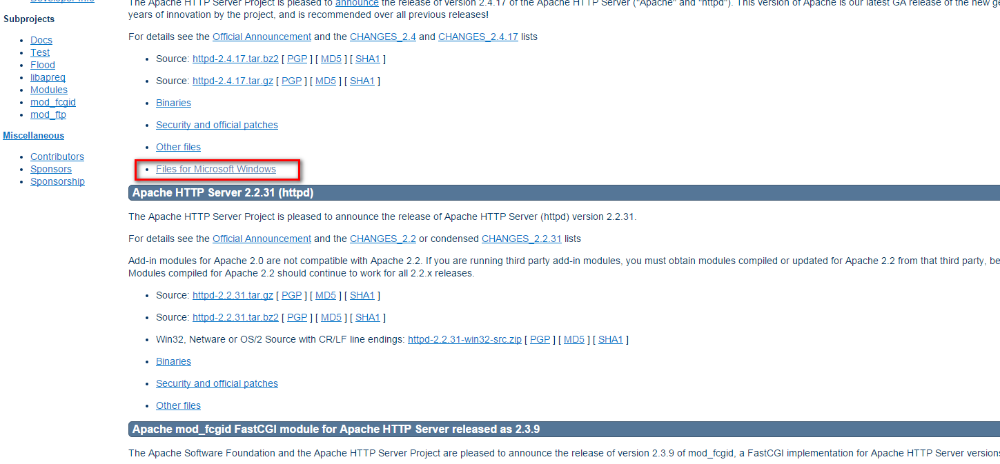 Developer Info
Subprojects
Docs
Test
Flood
libapreq
Modules
mod_fcgid
mod_ftp
Miscellaneous
Contributors
Sponsors
Sponsorship
The Apache HTTP Server Project is pleased to announce the release of version 2.4.17 of the Apache HTTP Server ("Apache" and "httpd"). This version of Apache is our latest GA release of the new
years of innovation by the project, and is recommended over all previous releases!
For details see the Official Announcement and the CHANGES_2.4 and CHANGES_2.4.17 lists
Source: httpd-2.4.17.tar.bz2 [ PGP ] [ MD5 ] [ SHA1 ]
Source: httpd-2.4.17.tar.gz [ PGP ] [ MD5 ] [ SHA1 ]
Binaries
Security and official patches
Other files
Files for Microsoft Windows
Apache HTTP Server 2.2.31 (httpd)
The Apache HTTP Server Project is pleased to announce the release of Apache HTTP Server (httpd) version 2.2.31.
For details see the Official Announcement and the CHANGES_2.2 or condensed CHANGES_2.2.31 lists
Add-in modules for Apache 2.0 are not compatible with Apache 2.2. If you are running third party add-in modules, you must obtain modules compiled or updated for Apache 2.2 from that third party, be
Modules compiled for Apache 2.2 should continue to work for all 2.2.x releases.
Source: httpd-2.2.31.tar.gz [ PGP ] [ MD5 ] [ SHA1 ]
Source: httpd-2.2.31.tar.bz2 [ PGP ] [ MD5 ] [ SHA1 ]
Win32, Netware or OS/2 Source with CR/LF line endings: httpd-2.2.31-win32-src.zip [ PGP ] [ MD5 ] [ SHA1 ]
Binaries
Security and official patches
Other files
Apache mod_fcgid FastCGI module for Apache HTTP Server released as 2.3.9
The Apache Software Foundation and the Apache HTTP Server Project are pleased to announce the release of version 2.3.9 of mod_fcgid, a FastCGI implementation for Apache HTTP Server versions